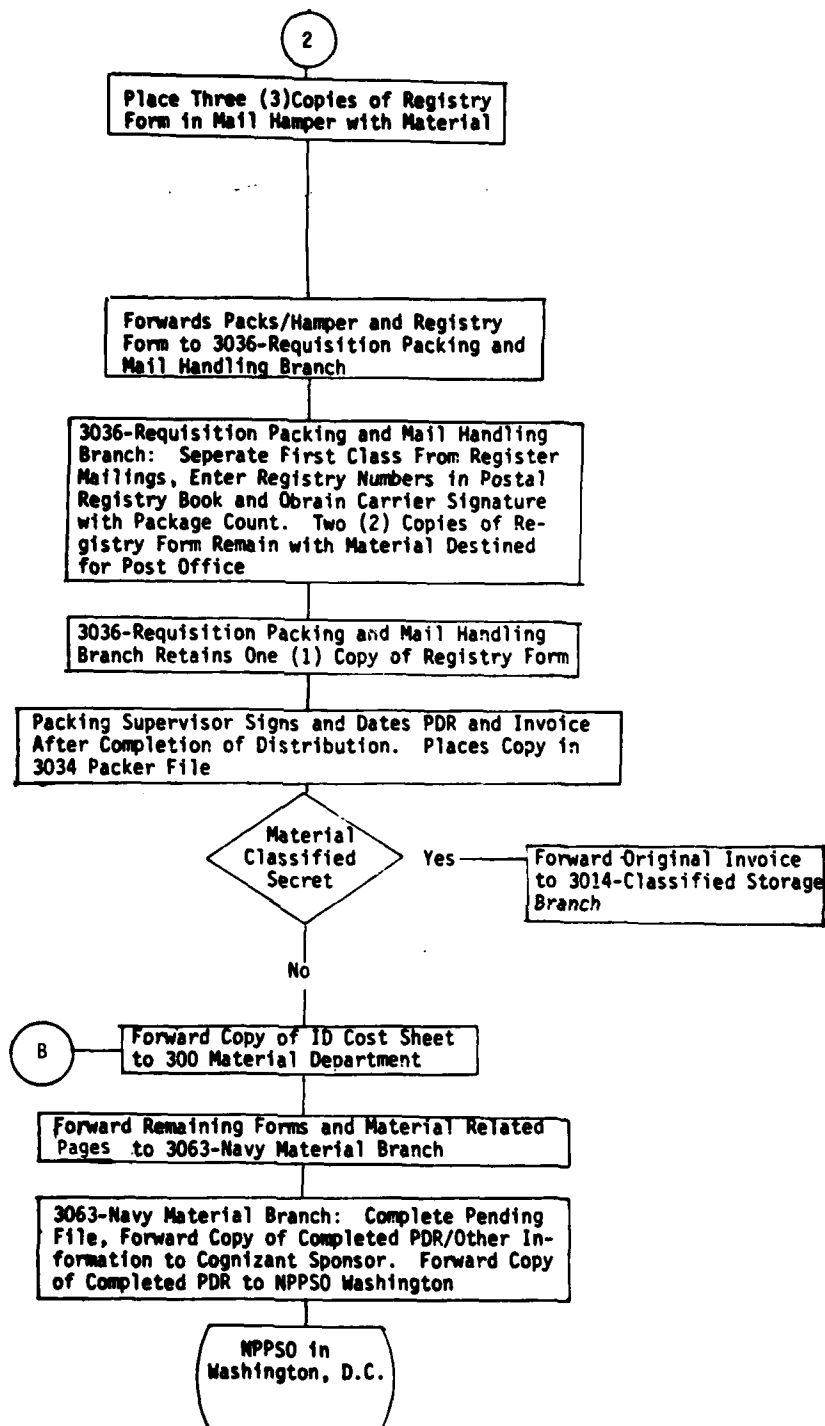 2
Place Three (3)Copies of Registry
Form in Mail Hamper with Material
Forwards Packs/Hamper and Registry
Form to 3036-Requisition Packing and
Mail Handling Branch
3036-Requisition Packing and Mail Handling
Branch: Seperate First Class From Register
Mailings, Enter Registry Numbers in Postal
Registry Book and Obrain Carrier Signature
with Package Count. Two (2) Copies of Re-
gistry Form Remain with Material Destined
for Post Office
3036-Requisition Packing and Mail Handling
Branch Retains One (1) Copy of Registry Form
Packing Supervisor Signs and Dates PDR and Invoice
After Completion of Distribution. Places Copy in
3034 Packer File
Material
Classified
Secret
Yes
Forward Original Invoice
to 3014-Classified Storage
Branch
No
B
Forward Copy of ID Cost Sheet
to 300 Material Department
Forward Remaining Forms and Material Related
Pages to 3063-Navy Material Branch
3063-Navy Material Branch: Complete Pending
File, Forward Copy of Completed PDR/Other In-
formation to Cognizant Sponsor. Forward Copy
of Completed PDR to NPPSO Washington
NPPSO in
Washington, D.C.